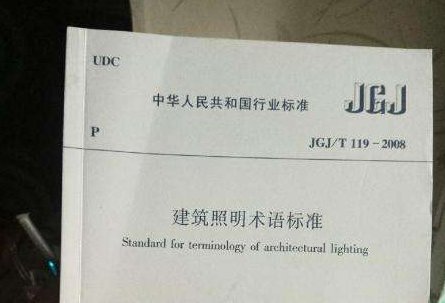 UDC
中华人民共和国行业标准 JGJ
P
JGJ/T 119-2008
建筑照明术语标准
Standard for terminology of architectural lighting